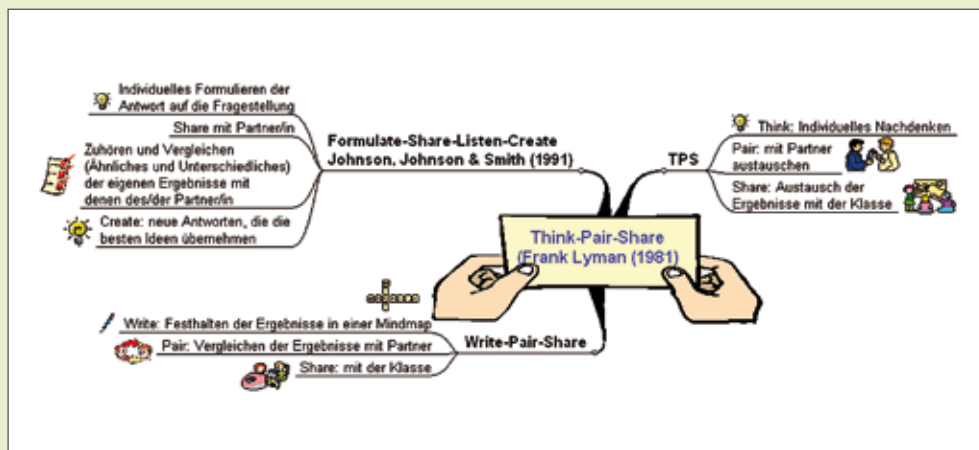 Think-Pair-Share
(Frank Lyman (1981)
Formulate-Share-Listen-Create
Johnson, Johnson & Smith (1991)
Individuelles Formulieren der
Antwort auf die Fragestellung
Share mit Partner/in
Zuhören und Vergleichen
(Ähnliches und Unterschiedliches)
der eigenen Ergebnisse mit
denen des/der Partner/in
Create: neue Antworten, die die
besten Ideen übernehmen
TPS
Think: Individuelles Nachdenken
Pair: mit Partner
austauschen
Share: Austausch der
Ergebnisse mit der Klasse
Write-Pair-Share
Write: Festhalten der Ergebnisse in einer Mindmap
Pair: Vergleichen der Ergebnisse mit Partner
Share: mit der Klasse